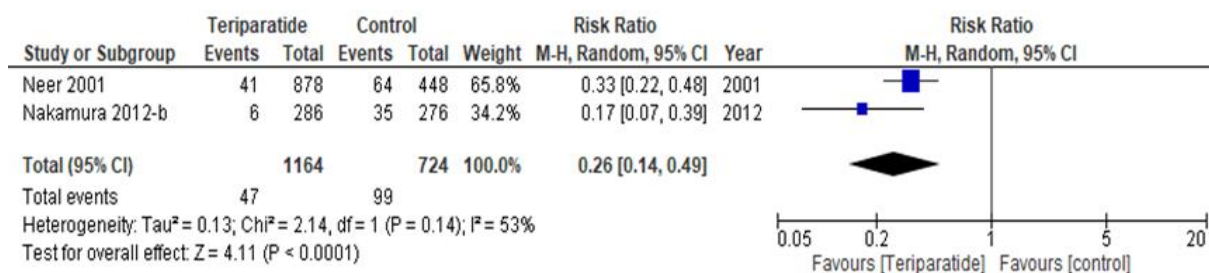 Teriparatide Control Risk Ratio Risk Ratio
Study or Subgroup Events Total Events Total Weight M-H, Random, 95% CI Year M-H, Random, 95% CI
Neer 2001 41 878 64 448 65.8% 0.33 [0.22, 0.48] 2001
Nakamura 2012-b 6 286 35 276 34.2% 0.17 [0.07, 0.39] 2012
Total (95% CI) 1164 724 100.0% 0.26 [0.14, 0.49]
Total events 47 99
Heterogeneity: Tau² = 0.13; Chi² = 2.14, df = 1 (P = 0.14); I² = 53%
Test for overall effect: Z = 4.11 (P < 0.0001)
0.05 0.2 1 5 20
Favours [Teriparatide] Favours [control]